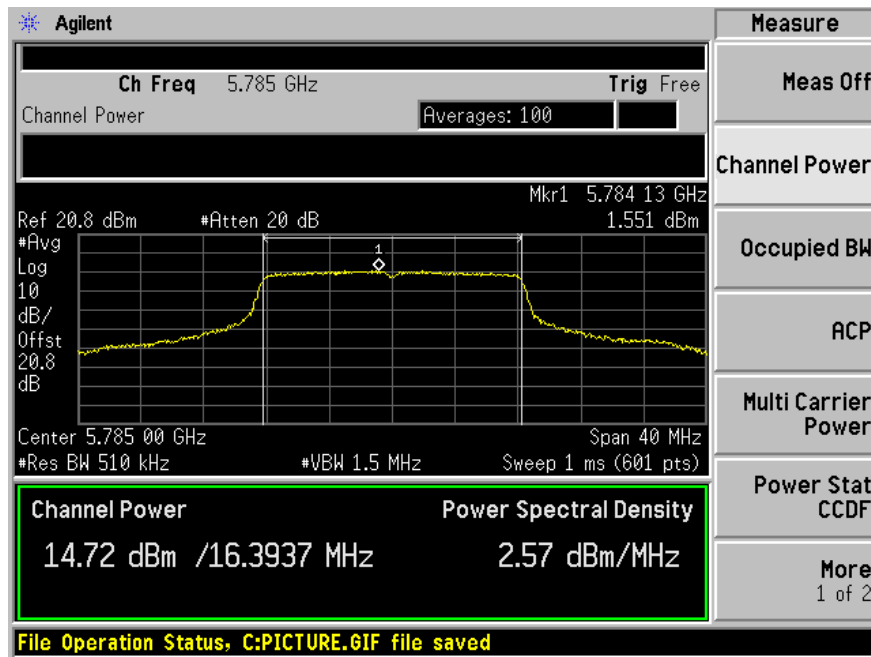 Agilent
Measure
Ch Freq 5.785 GHz Trig Free
Channel Power Averages: 100
Mkr1 5.784 13 GHz
Ref 20.8 dBm #Atten 20 dB 1.551 dBm
#Avg
Log
10
dB/
Offst
20.8
dB
1
Center 5.785 00 GHz Span 40 MHz
#Res BW 510 kHz #VBW 1.5 MHz Sweep 1 ms (601 pts)
Channel Power Power Spectral Density
14.72 dBm /16.3937 MHz 2.57 dBm/MHz
File Operation Status, C:PICTURE.GIF file saved
Meas Off
Channel Power
Occupied BW
ACP
Multi Carrier
Power
Power Stat
CCDF
More
1 of 2